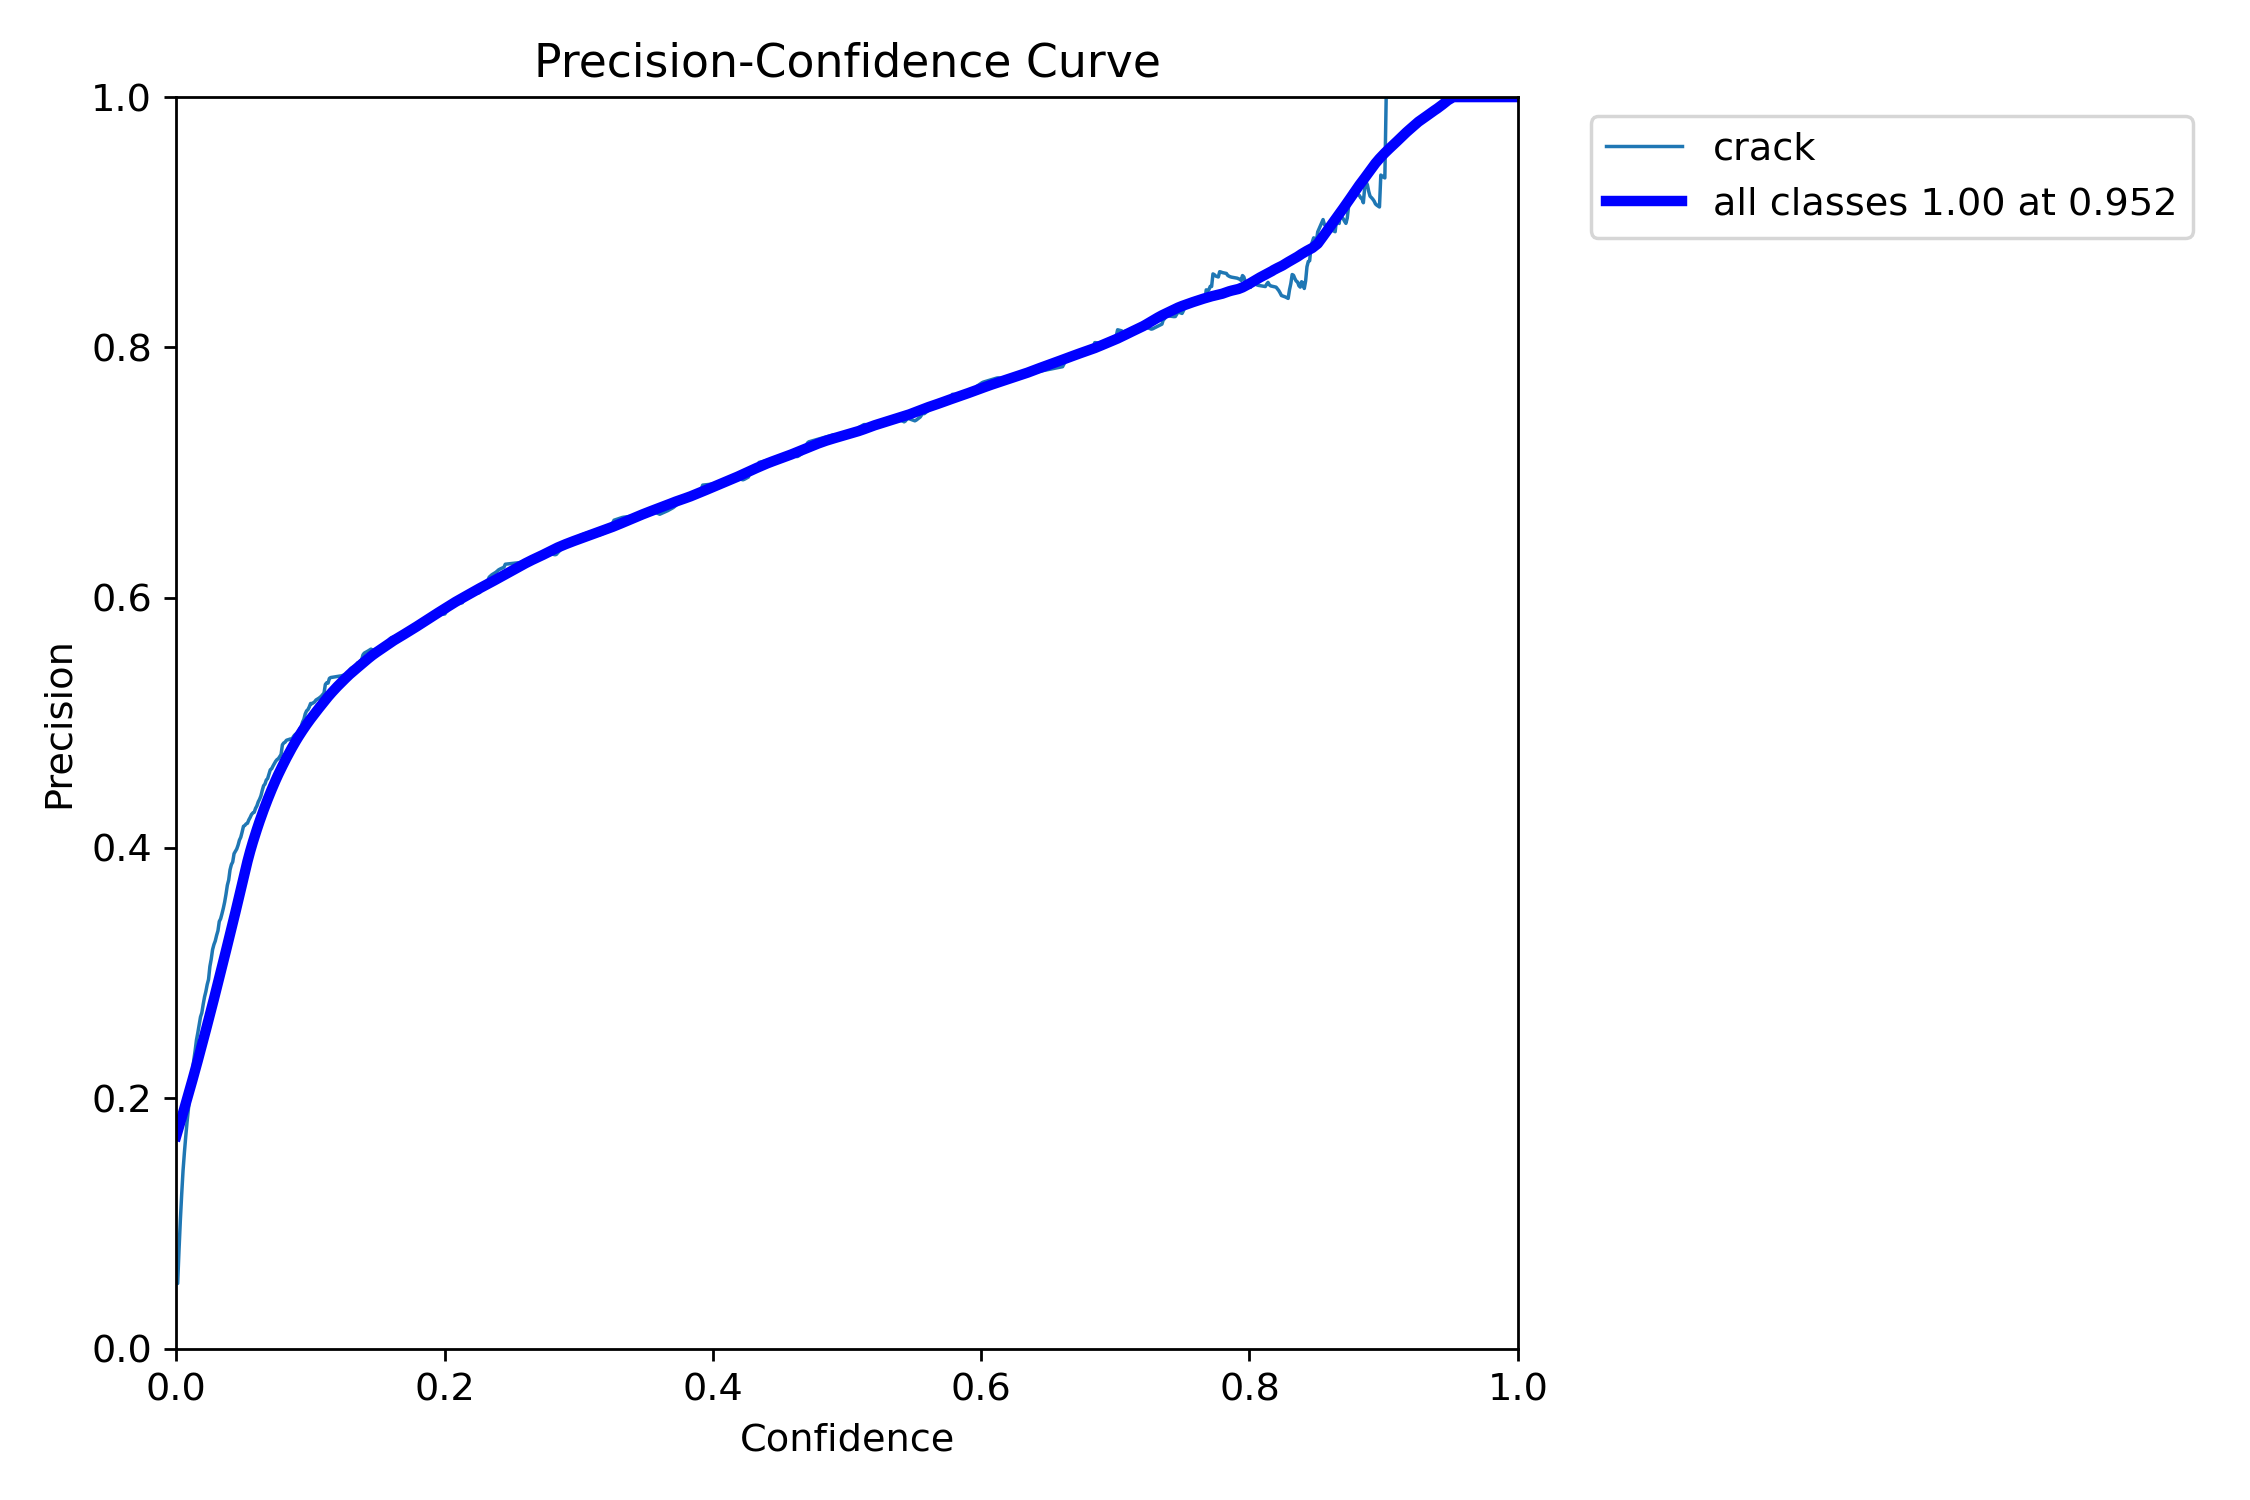 Precision-Confidence Curve
crack
all classes 1.00 at 0.952
1.0
0.8
0.6
0.4
0.2
0.0
Precision
0.0 0.2 0.4 0.6 0.8 1.0
Confidence